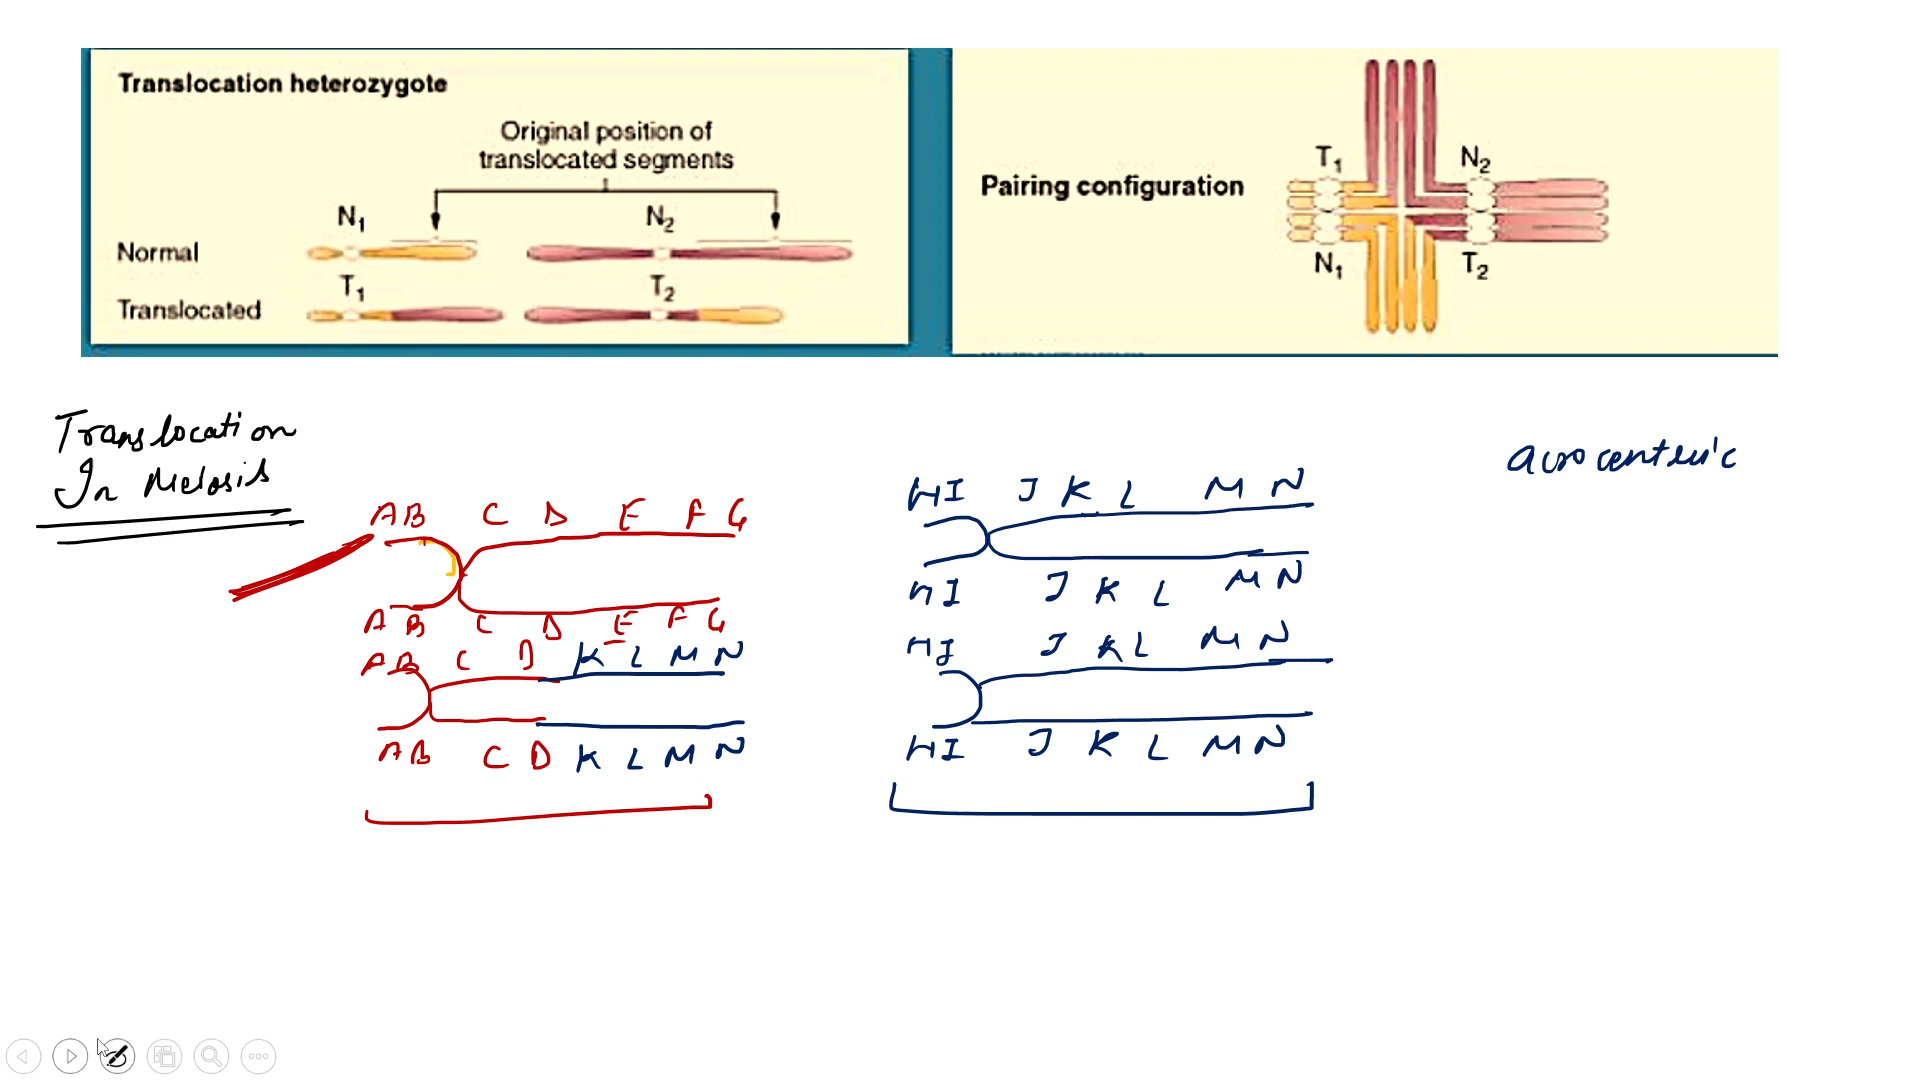 Translocation heterozygote
Original position of
translocated segments
N1 N2
Normal
T1 T2
Translocated
Pairing configuration
T1 N2
N1 T2
Translocation
In Meiosis
acrocentric
AB C D E F G
AB C D E F G
AB C D K L M N
AB C D K L M N
HI J K L M N
HI J K L M N
HI J K L M N
HI J K L M N